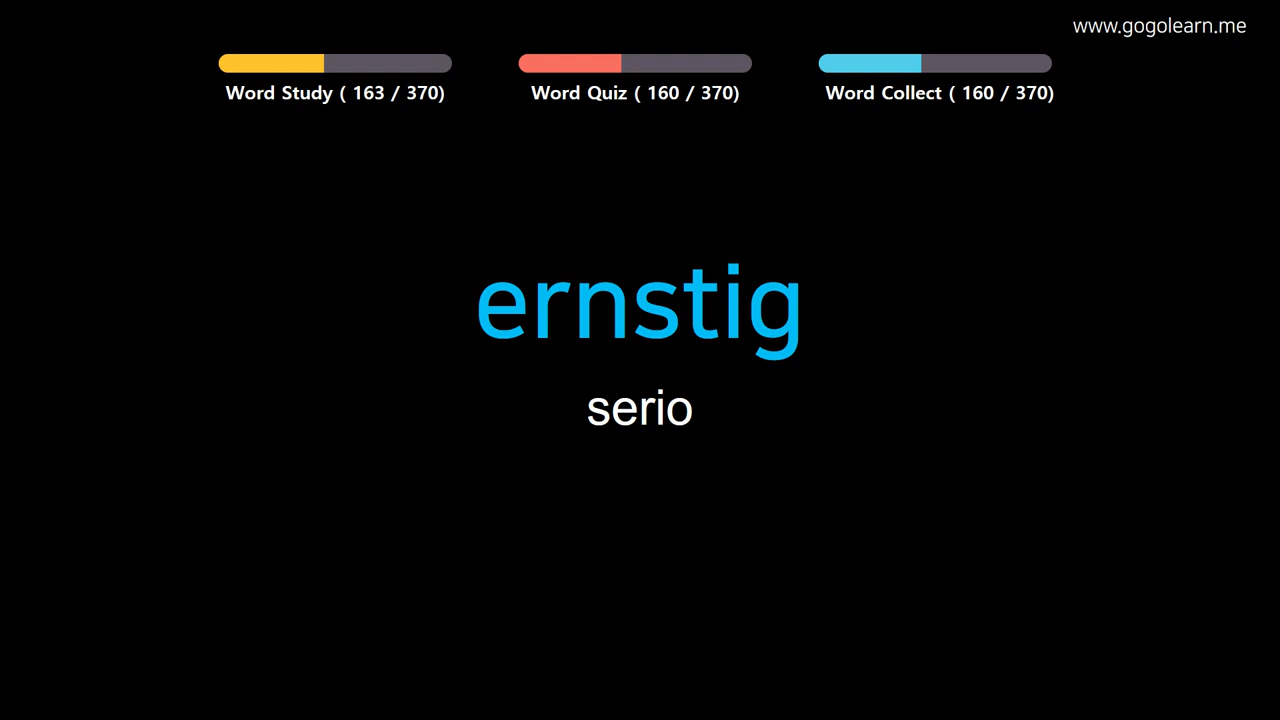 www.gogolearn.me
Word Study ( 163 / 370)
Word Quiz ( 160 / 370)
Word Collect ( 160 / 370)
ernstig
serio